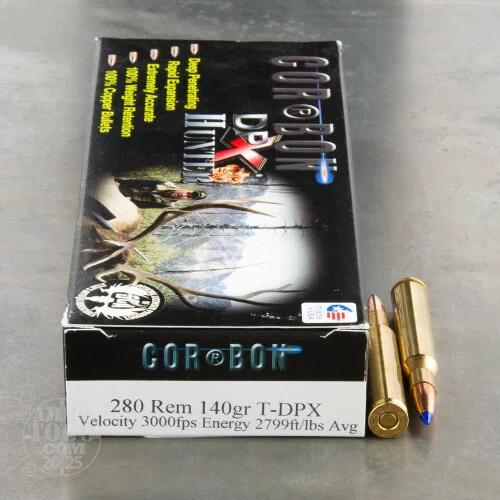 COR®BON
DPX
HUNTER
Deep Penetrating
Rapid Expansion
Extremely Accurate
100% Weight Retention
100% Copper Bullets
COR®BON
280 Rem 140gr T-DPX
Velocity 3000fps Energy 2799ft/lbs Avg